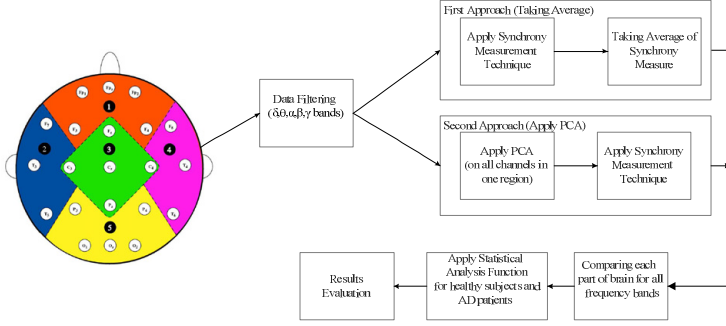 First Approach (Taking Average)
Apply Synchrony
Measurement
Technique
Taking Average of
Synchrony
Measure
Data Filtering
(δ,θ,α,β,γ bands)
Second Approach (Apply PCA)
Apply PCA
(on all channels in
one region)
Apply Synchrony
Measurement
Technique
1
2
3
4
5
Results
Evaluation
Apply Statistical
Analysis Function
for healthy subjects and
AD patients
Comparing each
part of brain for all
frequency bands